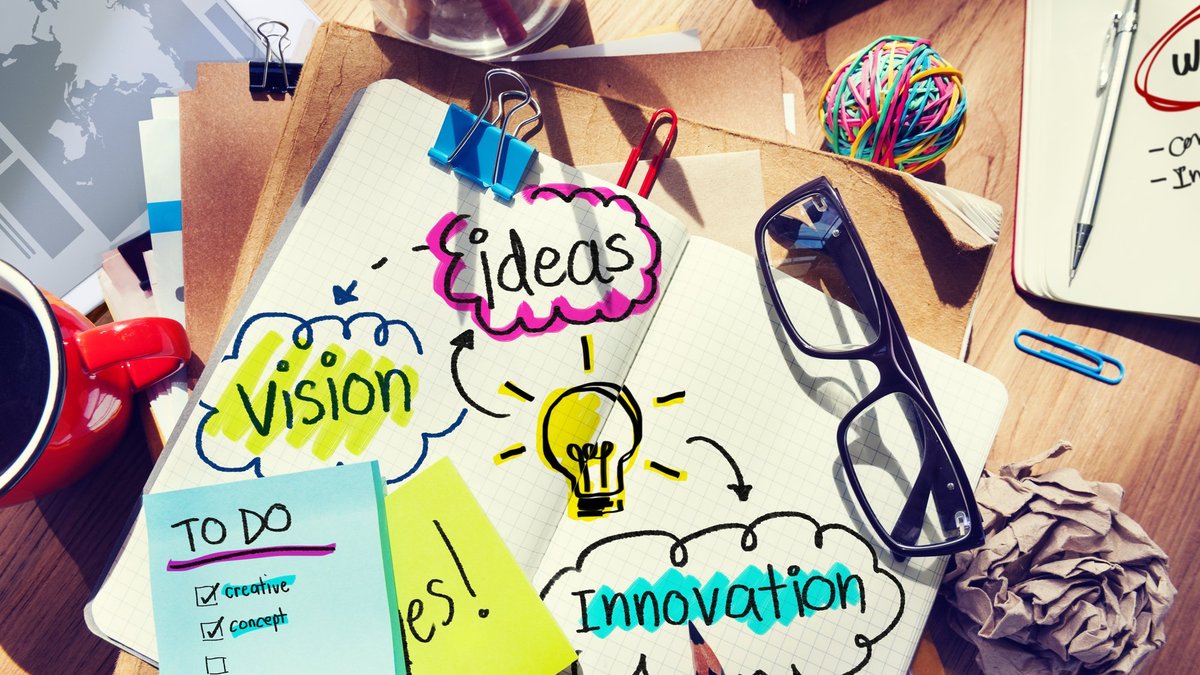 ideas
Vision
Innovation
TO DO
creative
concept
es!